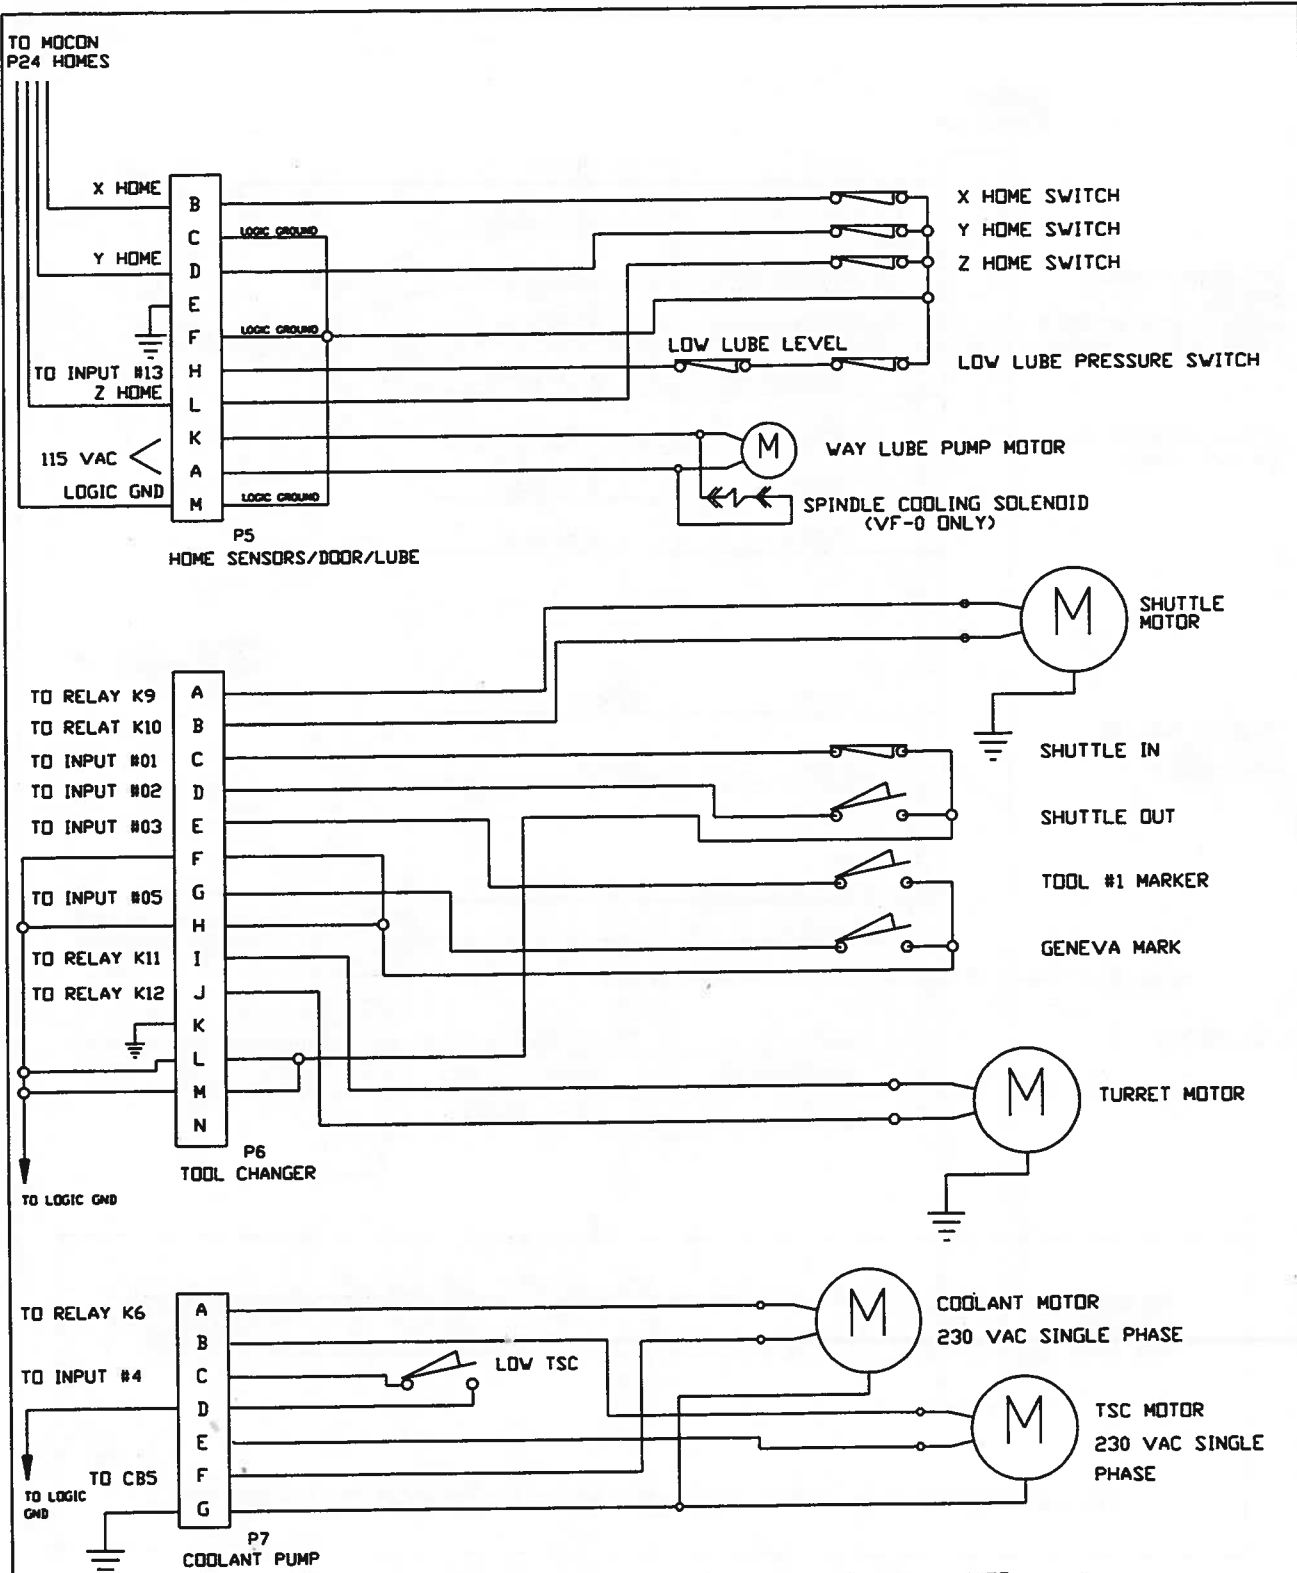 TO MOCON
P24 HOMES
X HOME
B
X HOME SWITCH
C
LOGIC GROUND
Y HOME SWITCH
Y HOME
D
Z HOME SWITCH
E
F
LOGIC GROUND
LOW LUBE LEVEL
TO INPUT #13
H
LOW LUBE PRESSURE SWITCH
Z HOME
L
K
M
WAY LUBE PUMP MOTOR
115 VAC
A
LOGIC GND
M
LOGIC GROUND
SPINDLE COOLING SOLENOID
(VF-0 ONLY)
P5
HOME SENSORS/DOOR/LUBE
M
SHUTTLE
MOTOR
TO RELAY K9
A
TO RELAT K10
B
TO INPUT #01
C
SHUTTLE IN
TO INPUT #02
D
SHUTTLE OUT
TO INPUT #03
E
F
TOOL #1 MARKER
TO INPUT #05
G
H
GENEVA MARK
TO RELAY K11
I
TO RELAY K12
J
K
L
M
M
TURRET MOTOR
N
P6
TOOL CHANGER
TO LOGIC GND
TO RELAY K6
A
M
COOLANT MOTOR
230 VAC SINGLE PHASE
B
TO INPUT #4
C
LOW TSC
D
M
TSC MOTOR
230 VAC SINGLE
PHASE
E
TO CB5
F
TO LOGIC
GND
G
P7
COOLANT PUMP